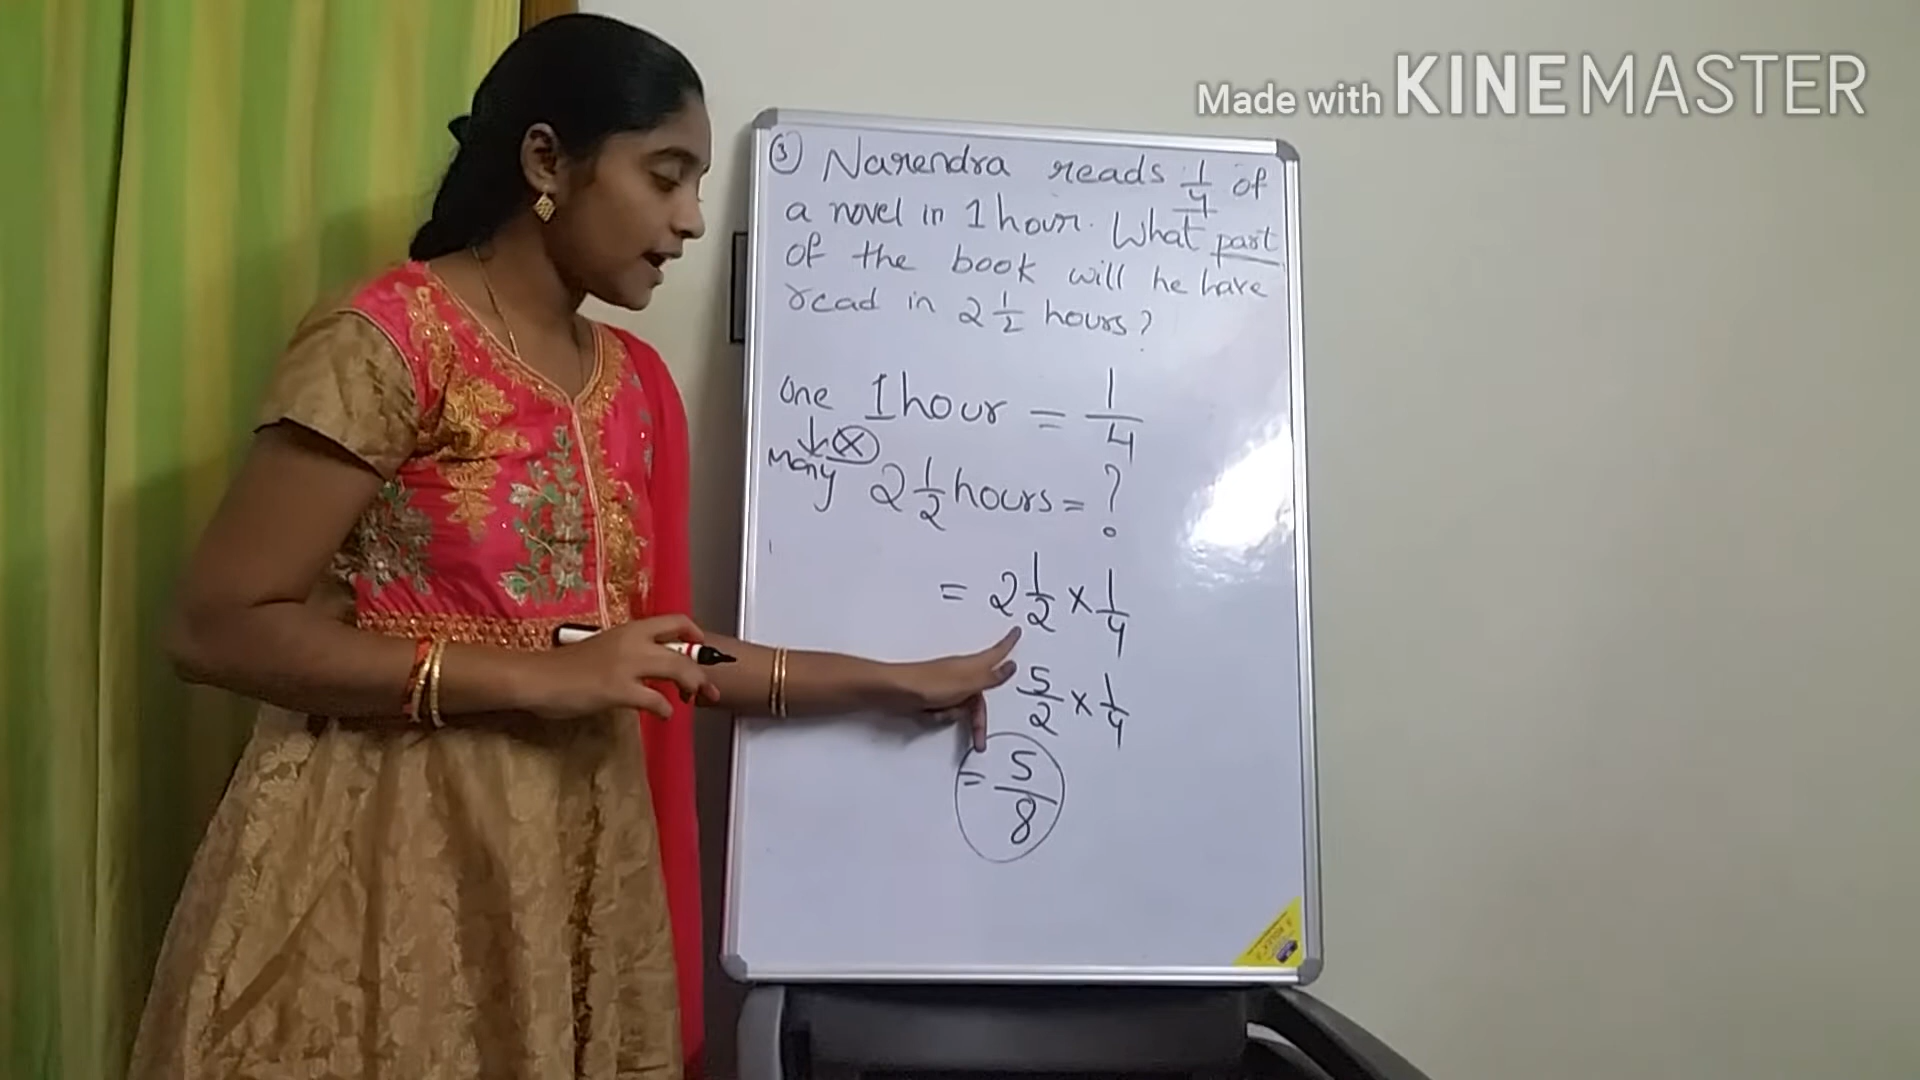 Made with KINEMASTER
③ Narendra reads 1/4 of
a novel in 1 hour. What part
of the book will he have
read in 2 1/2 hours?
One 1 hour = 1/4
↓ ⊗
Many 2 1/2 hours = ?
= 2 1/2 × 1/4
5/2 × 1/4
= 5/8